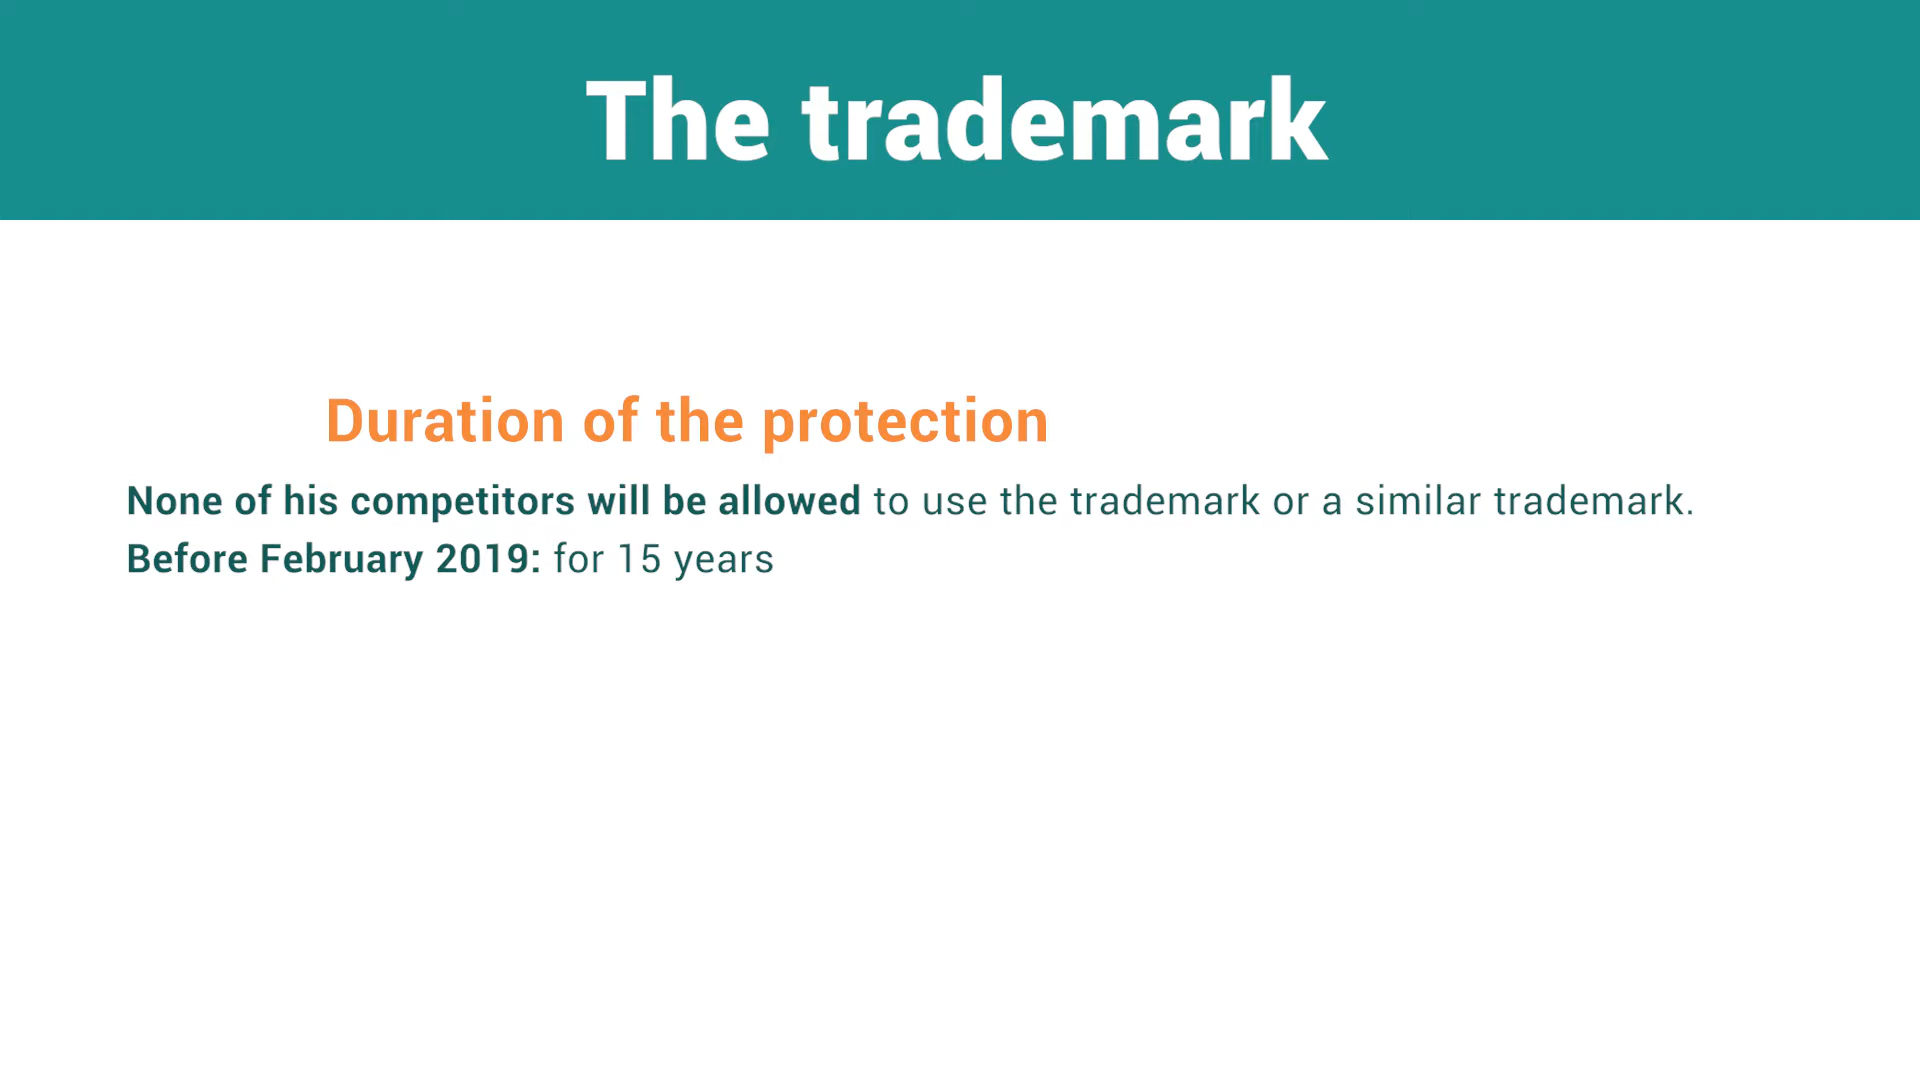 The trademark
Duration of the protection
None of his competitors will be allowed to use the trademark or a similar trademark.
Before February 2019: for 15 years